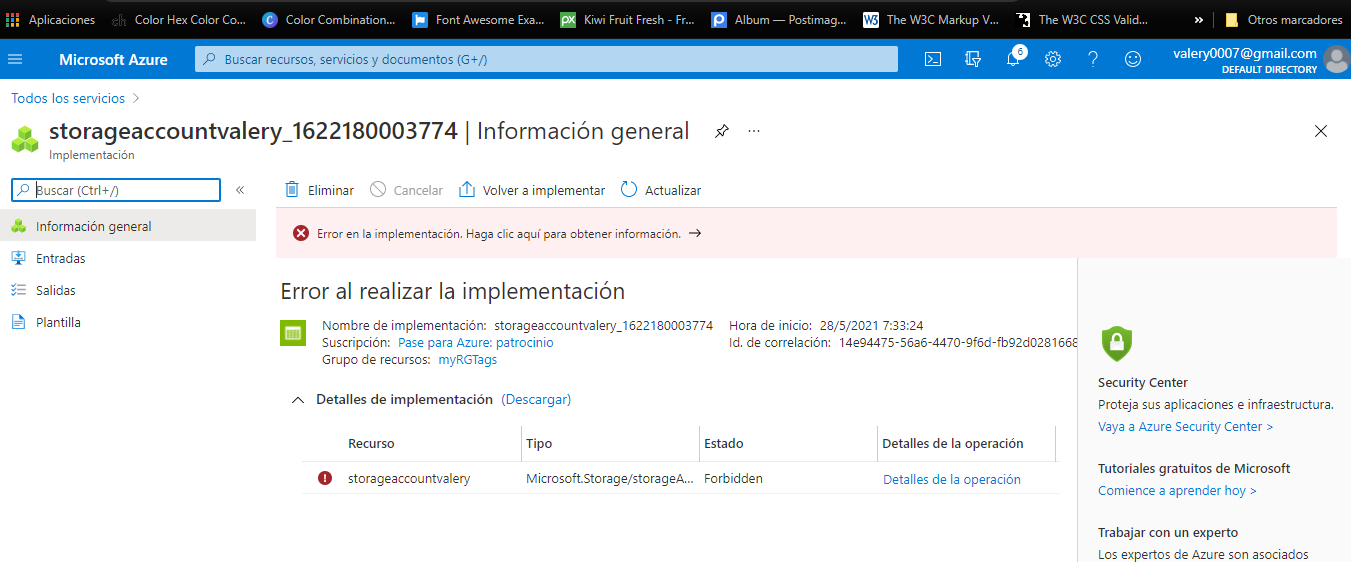 Aplicaciones
ch Color Hex Color Co...
Color Combination...
Font Awesome Exa...
Kiwi Fruit Fresh - Fr...
Album — Postimag...
The W3C Markup V...
The W3C CSS Valid...
»
Otros marcadores
Microsoft Azure
Buscar recursos, servicios y documentos (G+/)
6
valery0007@gmail.com
DEFAULT DIRECTORY
Todos los servicios >
storageaccountvalery_1622180003774 | Información general
Implementación
Buscar (Ctrl+/)
«
Eliminar
Cancelar
Volver a implementar
Actualizar
Información general
Entradas
Salidas
Plantilla
Error en la implementación. Haga clic aquí para obtener información. →
Error al realizar la implementación
Nombre de implementación: storageaccountvalery_1622180003774
Suscripción: Pase para Azure: patrocinio
Grupo de recursos: myRGTags
Hora de inicio: 28/5/2021 7:33:24
Id. de correlación: 14e94475-56a6-4470-9f6d-fb92d0281668
Detalles de implementación (Descargar)
Recurso Tipo Estado Detalles de la operación
storageaccountvalery Microsoft.Storage/storageA... Forbidden Detalles de la operación
Security Center
Proteja sus aplicaciones e infraestructura.
Vaya a Azure Security Center >
Tutoriales gratuitos de Microsoft
Comience a aprender hoy >
Trabajar con un experto
Los expertos de Azure son asociados